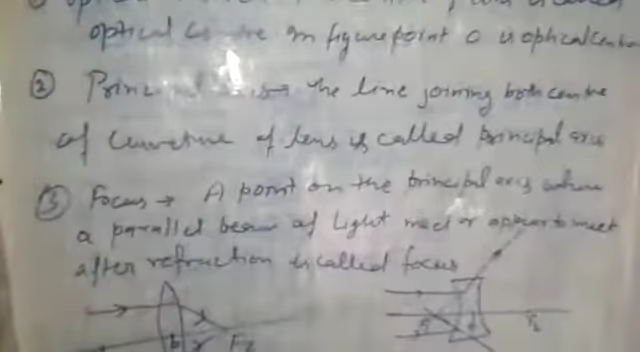 optical centre In figure point O is optical centre
② Principal axis → The line joining both centre
of curvature of lens is called principal axis
③ Focus → A point on the principal axis where
a parallel beam of light meet or appear to meet
after refraction is called focus
F2
F2